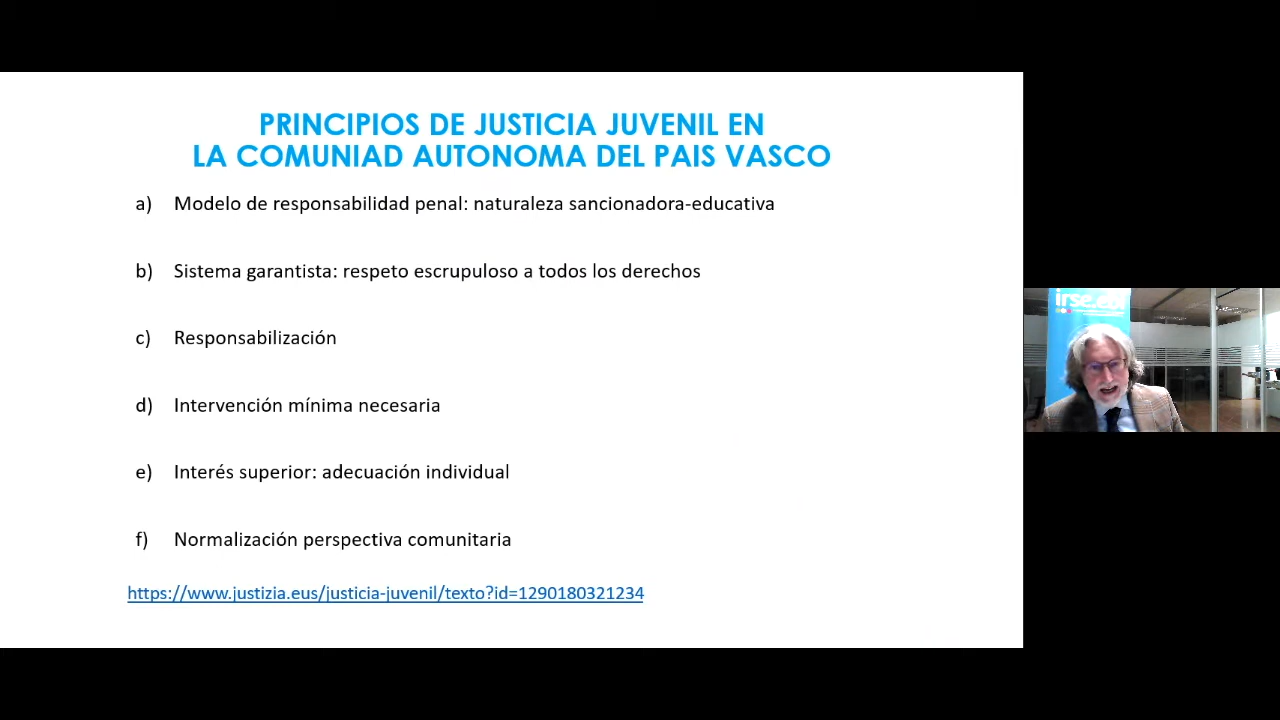 PRINCIPIOS DE JUSTICIA JUVENIL EN
LA COMUNIAD AUTONOMA DEL PAIS VASCO
a) Modelo de responsabilidad penal: naturaleza sancionadora-educativa
b) Sistema garantista: respeto escrupuloso a todos los derechos
c) Responsabilización
d) Intervención mínima necesaria
e) Interés superior: adecuación individual
f) Normalización perspectiva comunitaria
https://www.justizia.eus/justicia-juvenil/texto?id=1290180321234